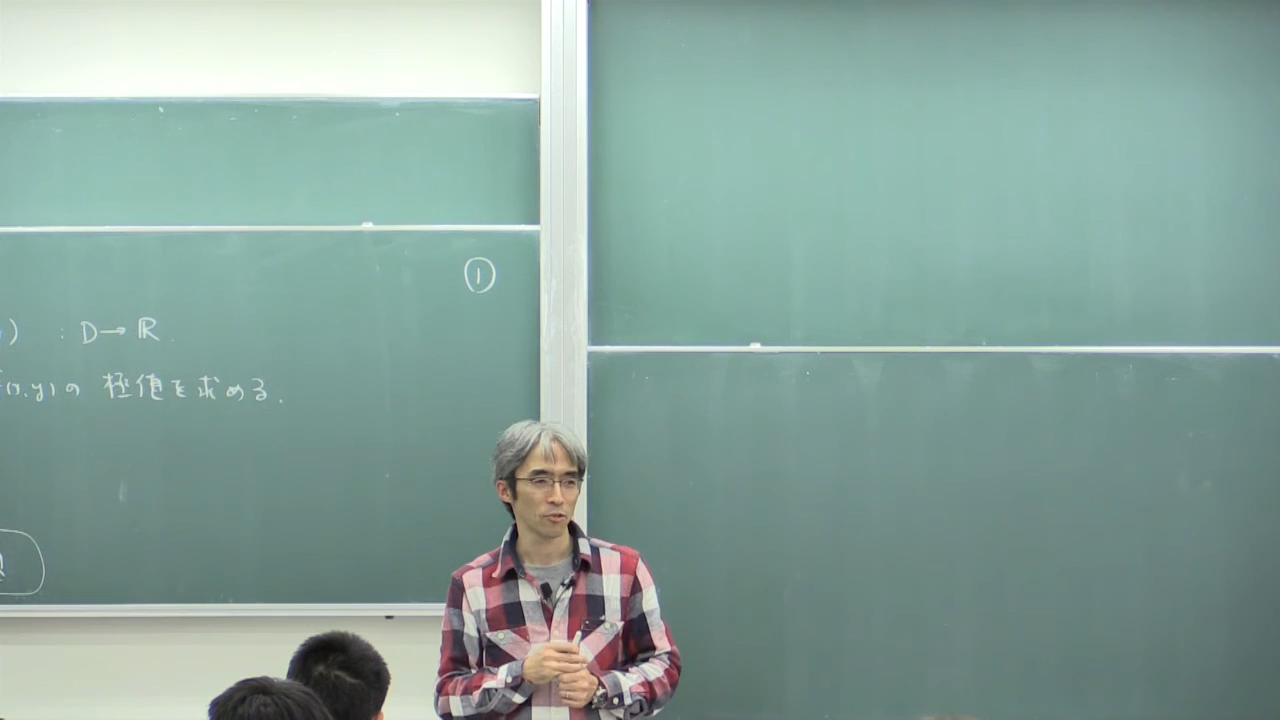 ①
) : D → ℝ.
(x,y)の 極値を求める.